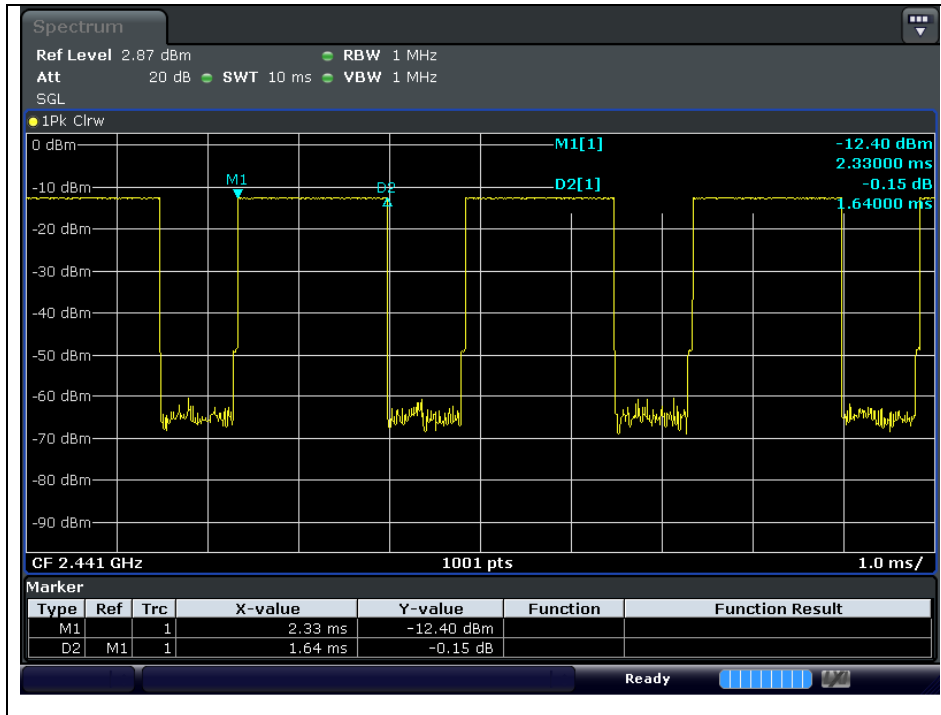 Spectrum
Ref Level 2.87 dBm RBW 1 MHz
Att 20 dB SWT 10 ms VBW 1 MHz
SGL
1Pk Clrw
0 dBm
M1[1] -12.40 dBm
2.33000 ms
M1
-10 dBm
D2
D2[1] -0.15 dB
1.64000 ms
-20 dBm
-30 dBm
-40 dBm
-50 dBm
-60 dBm
-70 dBm
-80 dBm
-90 dBm
CF 2.441 GHz 1001 pts 1.0 ms/
Marker
Type Ref Trc X-value Y-value Function Function Result
M1 1 2.33 ms -12.40 dBm
D2 M1 1 1.64 ms -0.15 dB
Ready